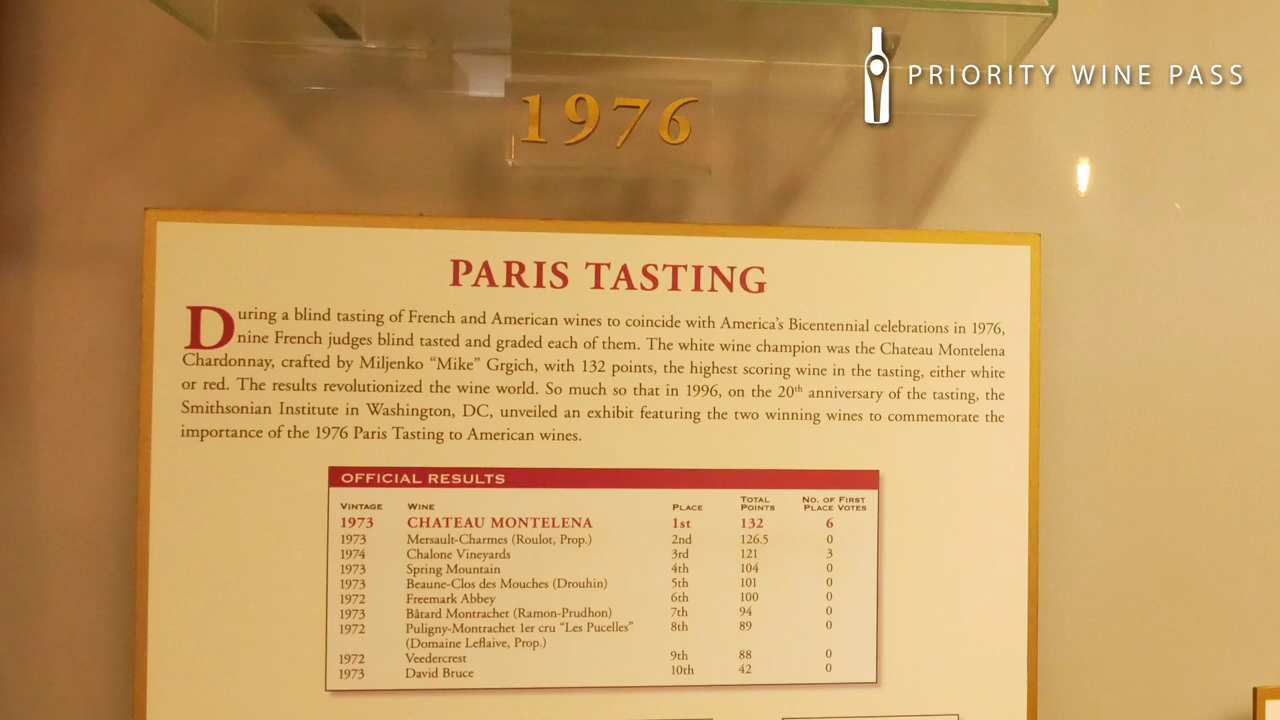 PRIORITY WINE PASS
1976
PARIS TASTING
During a blind tasting of French and American wines to coincide with America's Bicentennial celebrations in 1976,
nine French judges blind tasted and graded each of them. The white wine champion was the Chateau Montelena
Chardonnay, crafted by Miljenko “Mike” Grgich, with 132 points, the highest scoring wine in the tasting, either white
or red. The results revolutionized the wine world. So much so that in 1996, on the 20th anniversary of the tasting, the
Smithsonian Institute in Washington, DC, unveiled an exhibit featuring the two winning wines to commemorate the
importance of the 1976 Paris Tasting to American wines.
OFFICIAL RESULTS
VINTAGE WINE PLACE TOTAL POINTS NO. OF FIRST PLACE VOTES
1973 CHATEAU MONTELENA 1st 132 6
1973 Mersault-Charmes (Roulot, Prop.) 2nd 126.5 0
1974 Chalone Vineyards 3rd 121 3
1973 Spring Mountain 4th 104 0
1973 Beaune-Clos des Mouches (Drouhin) 5th 101 0
1972 Freemark Abbey 6th 100 0
1973 Bâtard Montrachet (Ramon-Prudhon) 7th 94 0
1972 Puligny-Montrachet 1er cru “Les Pucelles” 8th 89 0
(Domaine Leflaive, Prop.)
1972 Veedercrest 9th 88 0
1973 David Bruce 10th 42 0